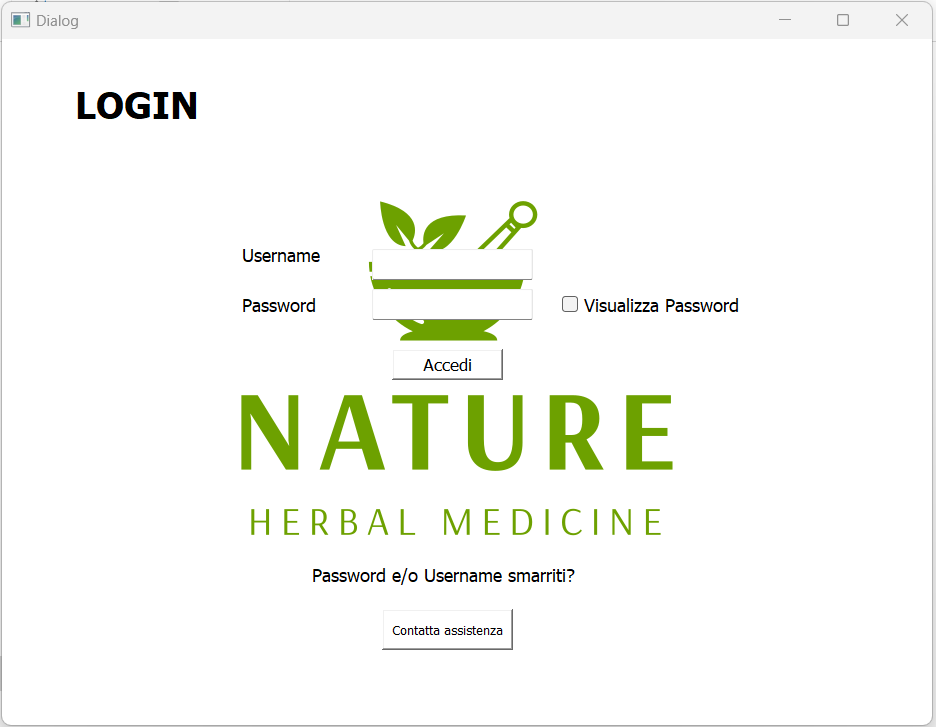 Dialog
LOGIN
Username
Password
Visualizza Password
Accedi
NATURE
HERBAL MEDICINE
Password e/o Username smarriti?
Contatta assistenza